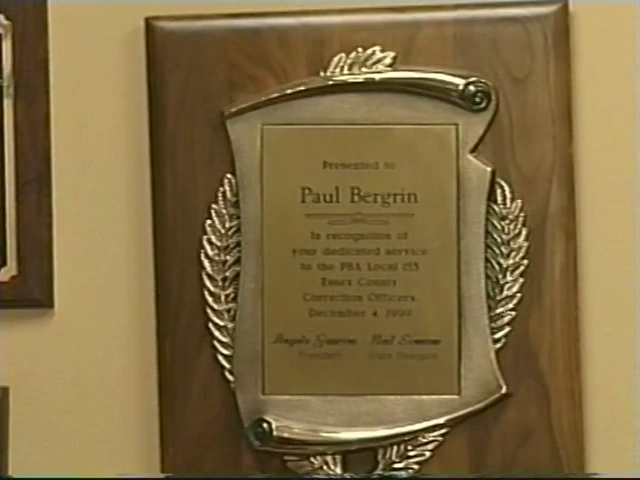 Presented to
Paul Bergrin
In recognition of
your dedicated service
to the PBA Local 153
Essex County
Correction Officers
December 4, 1999
President State Delegate